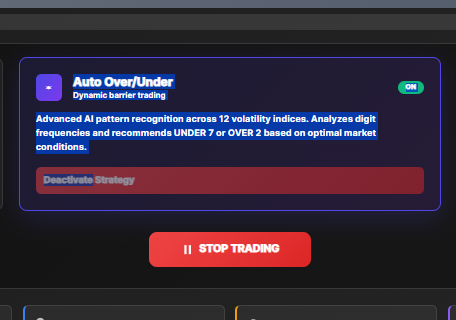 Auto Over/Under
Dynamic barrier trading
ON
Advanced AI pattern recognition across 12 volatility indices. Analyzes digit
frequencies and recommends UNDER 7 or OVER 2 based on optimal market
conditions.
Deactivate Strategy
STOP TRADING